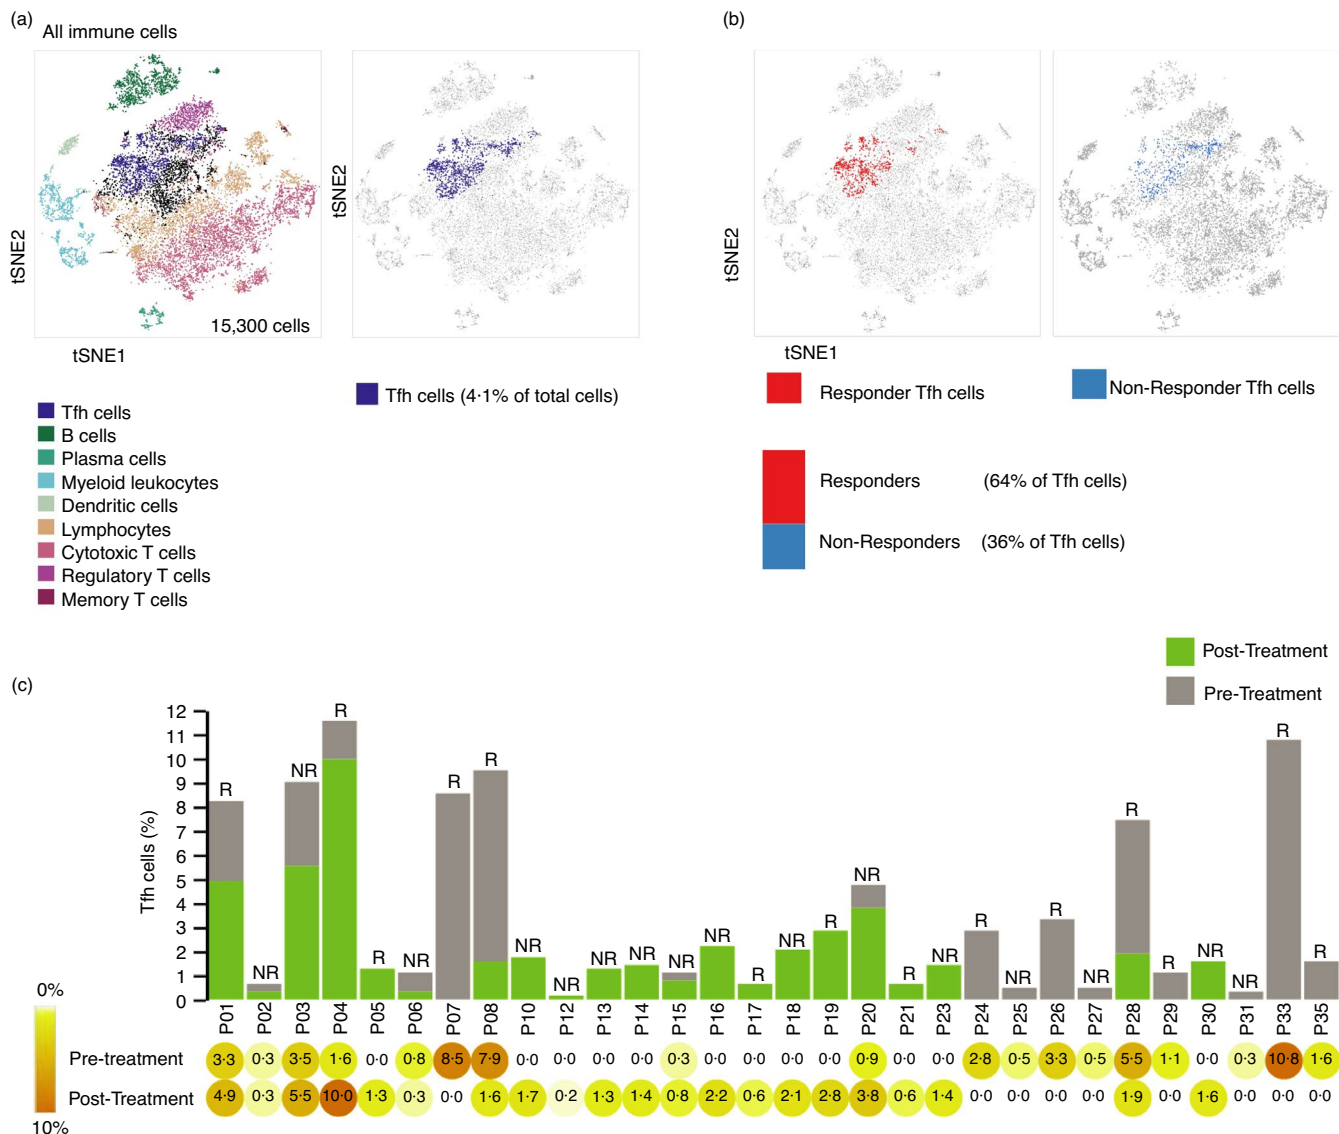 (a)
All immune cells
tSNE2
15,300 cells
tSNE1
tSNE2
Tfh cells
B cells
Plasma cells
Myeloid leukocytes
Dendritic cells
Lymphocytes
Cytotoxic T cells
Regulatory T cells
Memory T cells
Tfh cells (4·1% of total cells)
(b)
tSNE2
tSNE1
Responder Tfh cells
Non-Responder Tfh cells
Responders (64% of Tfh cells)
Non-Responders (36% of Tfh cells)
Post-Treatment
Pre-Treatment
(c)
Tfh cells (%)
12
11
10
9
8
7
6
5
4
3
2
1
0
R NR NR R R NR R R NR NR NR NR NR NR R NR R NR R NR R NR R NR R R NR NR R R
P01 P02 P03 P04 P05 P06 P07 P08 P10 P12 P13 P14 P15 P16 P17 P18 P19 P20 P21 P23 P24 P25 P26 P27 P28 P29 P30 P31 P33 P35
0%
Pre-treatment 3·3 0·3 3·5 1·6 0·0 0·8 8·5 7·9 0·0 0·0 0·0 0·0 0·3 0·0 0·0 0·0 0·0 0·9 0·0 0·0 2·8 0·5 3·3 0·5 5·5 1·1 0·0 0·3 10·8 1·6
Post-Treatment 4·9 0·3 5·5 10·0 1·3 0·3 0·0 1·6 1·7 0·2 1·3 1·4 0·8 2·2 0·6 2·1 2·8 3·8 0·6 1·4 0·0 0·0 0·0 0·0 1·9 0·0 1·6 0·0 0·0 0·0
10%